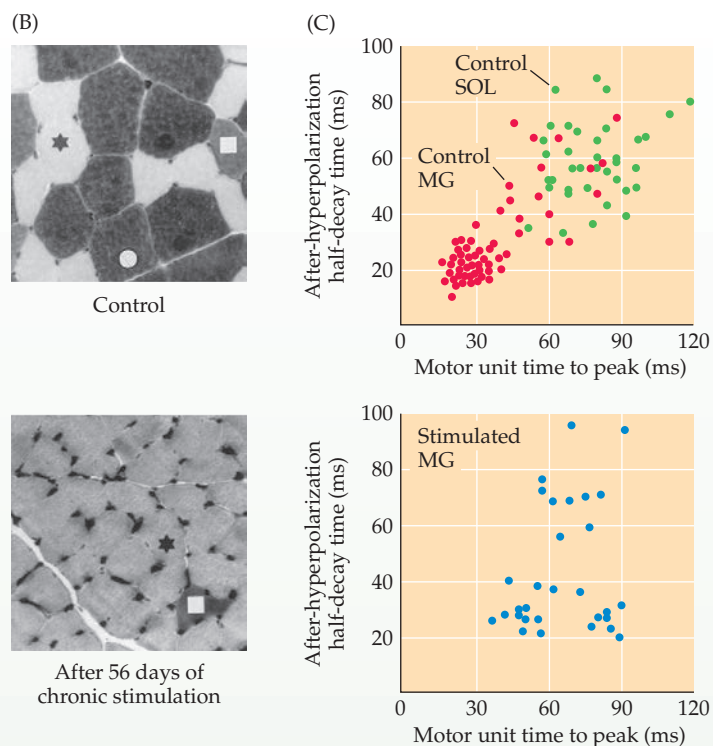 (B)
Control
After 56 days of
chronic stimulation
(C)
After-hyperpolarization
half-decay time (ms)
100
80
60
40
20
Control
SOL
Control
MG
0
30
60
90
120
Motor unit time to peak (ms)
After-hyperpolarization
half-decay time (ms)
100
80
60
40
20
Stimulated
MG
0
30
60
90
120
Motor unit time to peak (ms)